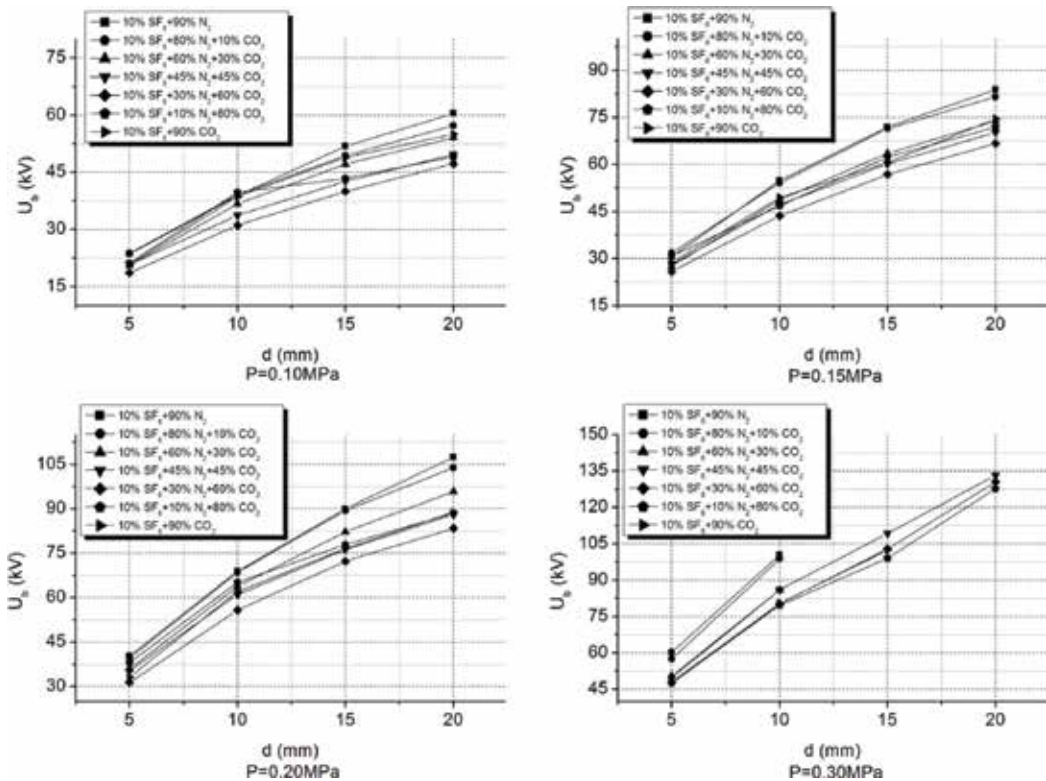 10% SF₆+90% N₂
10% SF₆+80% N₂+10% CO₂
10% SF₆+60% N₂+30% CO₂
10% SF₆+45% N₂+45% CO₂
10% SF₆+30% N₂+60% CO₂
10% SF₆+10% N₂+80% CO₂
10% SF₆+90% CO₂
75
60
45
30
15
U_b (kV)
5 10 15 20
d (mm)
P=0.10MPa
10% SF₆+90% N₂
10% SF₆+80% N₂+10% CO₂
10% SF₆+60% N₂+30% CO₂
10% SF₆+45% N₂+45% CO₂
10% SF₆+30% N₂+60% CO₂
10% SF₆+10% N₂+80% CO₂
10% SF₆+90% CO₂
90
75
60
45
30
15
U_b (kV)
5 10 15 20
d (mm)
P=0.15MPa
10% SF₆+90% N₂
10% SF₆+80% N₂+10% CO₂
10% SF₆+60% N₂+30% CO₂
10% SF₆+45% N₂+45% CO₂
10% SF₆+30% N₂+60% CO₂
10% SF₆+10% N₂+80% CO₂
10% SF₆+90% CO₂
105
90
75
60
45
30
U_b (kV)
5 10 15 20
d (mm)
P=0.20MPa
10% SF₆+90% N₂
10% SF₆+80% N₂+10% CO₂
10% SF₆+60% N₂+30% CO₂
10% SF₆+45% N₂+45% CO₂
10% SF₆+30% N₂+60% CO₂
10% SF₆+10% N₂+80% CO₂
10% SF₆+90% CO₂
150
135
120
105
90
75
60
45
U_b (kV)
5 10 15 20
d (mm)
P=0.30MPa